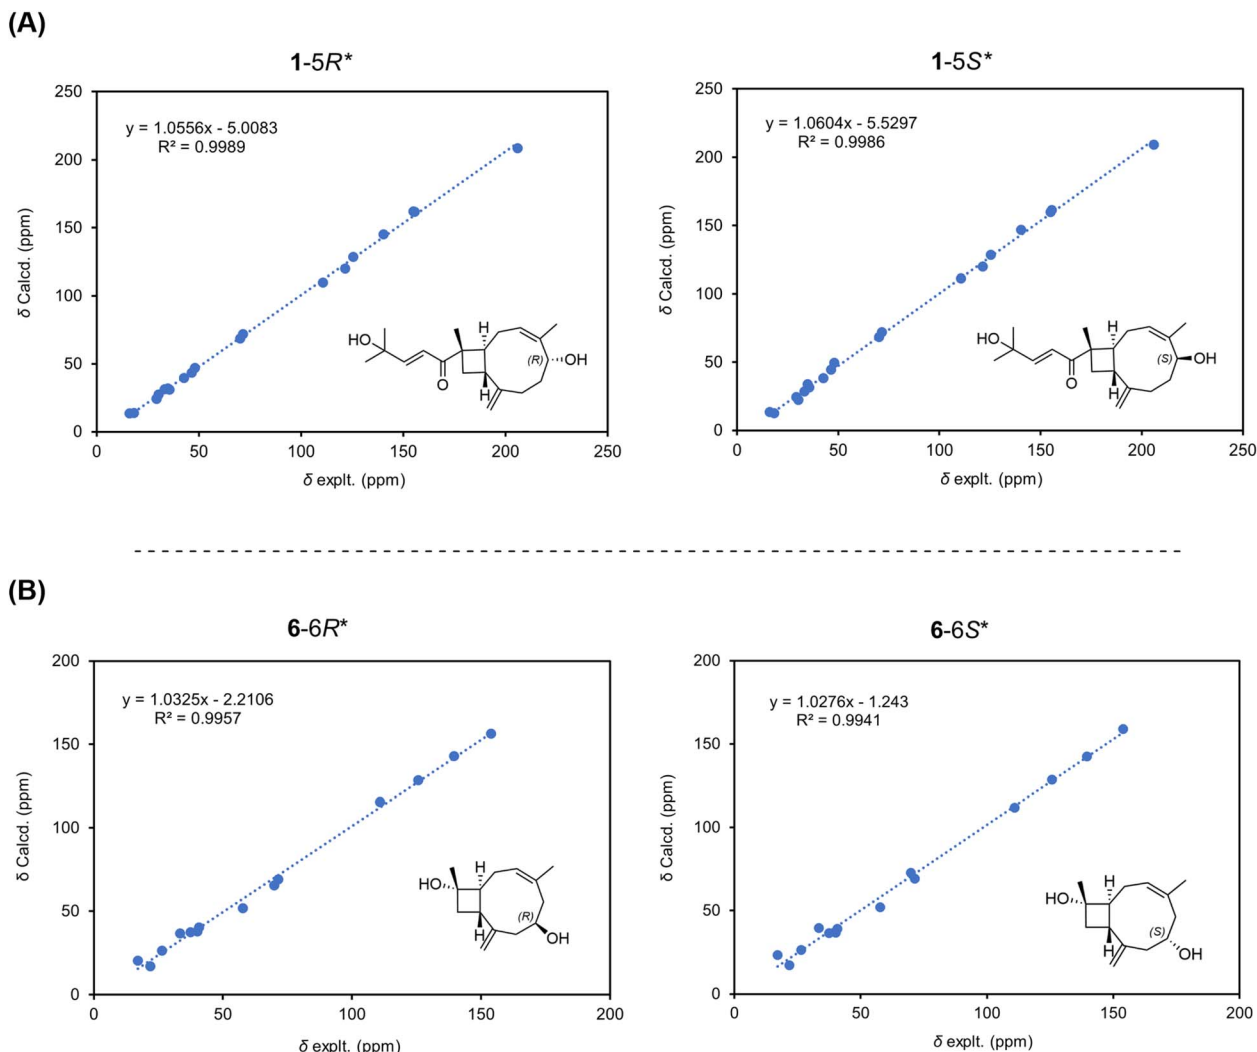 (A)
1-5R*
1-5S*
250
200
150
100
50
0
y = 1.0556x - 5.0083
R² = 0.9989
δ Calcd. (ppm)
HO
O
H
H
(R)
OH
0 50 100 150 200 250
δ explt. (ppm)
250
200
150
100
50
0
y = 1.0604x - 5.5297
R² = 0.9986
δ Calcd. (ppm)
HO
O
H
H
(S)
OH
0 50 100 150 200 250
δ explt. (ppm)
(B)
6-6R*
6-6S*
200
150
100
50
0
y = 1.0325x - 2.2106
R² = 0.9957
δ Calcd. (ppm)
HO
H
H
(R)
OH
0 50 100 150 200
δ explt. (ppm)
200
150
100
50
0
y = 1.0276x - 1.243
R² = 0.9941
δ Calcd. (ppm)
HO
H
H
(S)
OH
0 50 100 150 200
δ explt. (ppm)